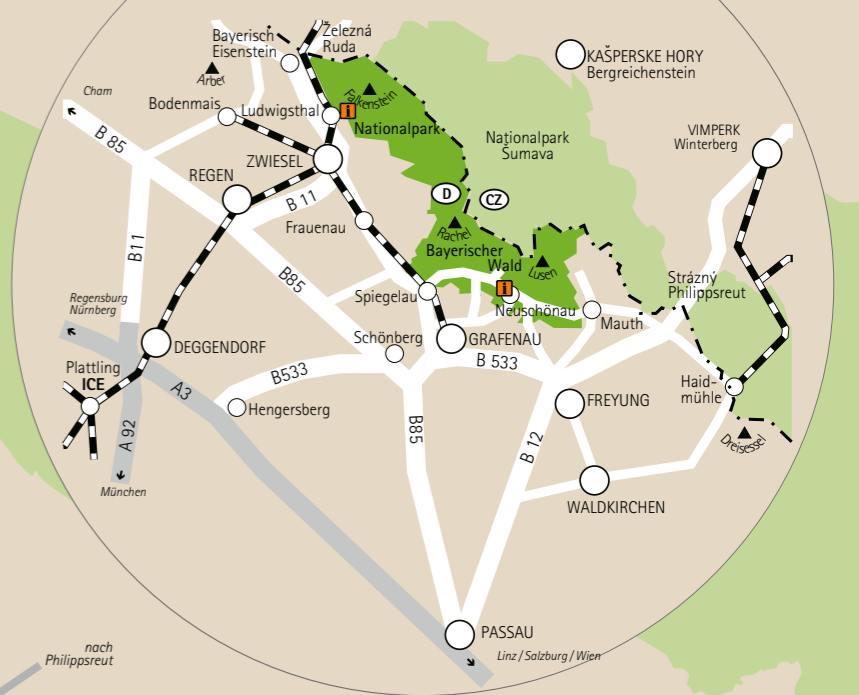 Železná
Ruda
Bayerisch
Eisenstein
Arber
KAŠPERSKE HORY
Bergreichenstein
Cham
Bodenmais
Ludwigsthal
i
Falkenstein
Nationalpark
Nationalpark
Šumava
VIMPERK
Winterberg
B 85
ZWIESEL
REGEN
B 11
D
CZ
Frauenau
Rachel
Bayerischer
Wald
Lusen
B11
B85
i
Spiegelau
Neuschönau
Strázný
Philippsreut
Regensburg
Nürnberg
Mauth
DEGGENDORF
Schönberg
GRAFENAU
B 533
Plattling
ICE
A3
B533
Haid-
mühle
Hengersberg
FREYUNG
A 92
B85
B 12
Dreisessel
München
WALDKIRCHEN
PASSAU
Linz / Salzburg / Wien
nach
Philippsreut